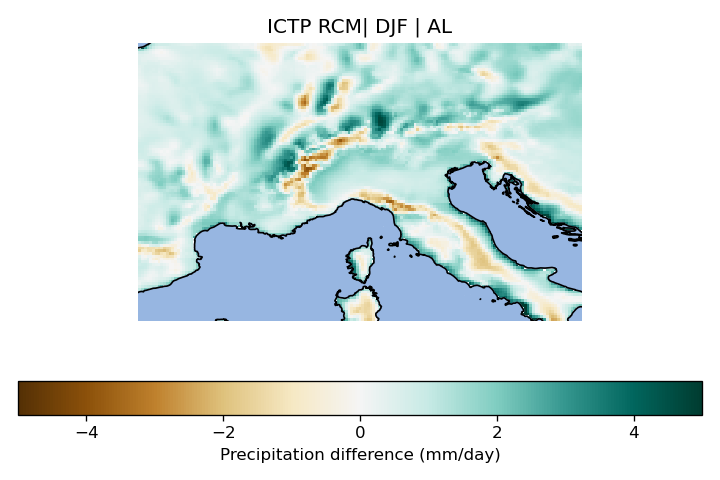 ICTP RCM| DJF | AL
−4 −2 0 2 4
Precipitation difference (mm/day)